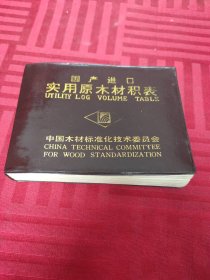 国产进口
实用原木材积表
UTILITY LOG VOLUME TABLE
中国木材标准化技术委员会
CHINA TECHNICAL COMMITTEE
FOR WOOD STANDARDIZATION